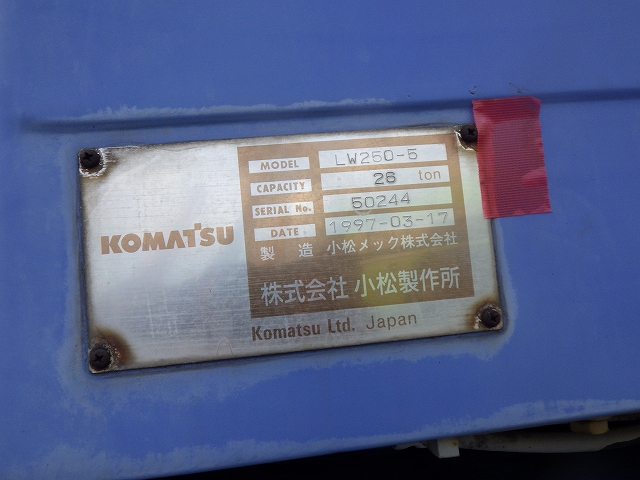 KOMATSU
MODEL LW250-5
CAPACITY 26 ton
SERIAL No. 50244
DATE 1997-03-17
製 造 小松メック株式会社
株式会社 小松製作所
Komatsu Ltd. Japan